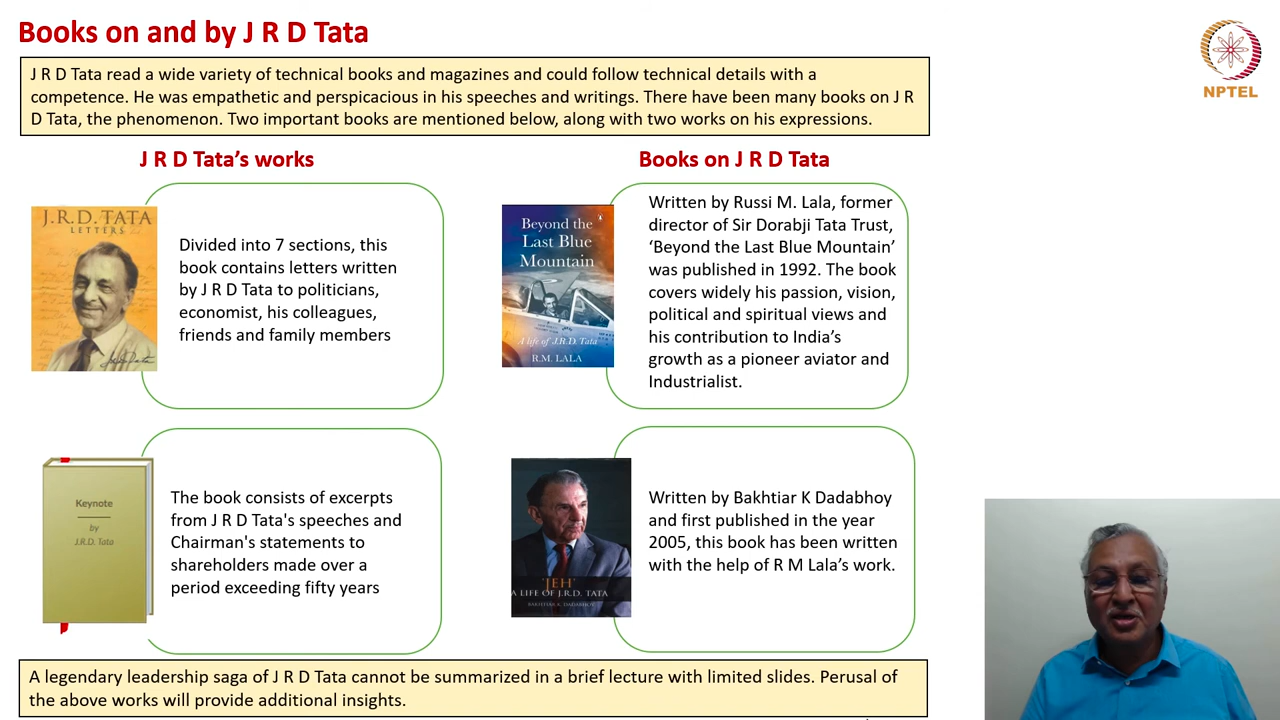 Books on and by J R D Tata
NPTEL
J R D Tata read a wide variety of technical books and magazines and could follow technical details with a
competence. He was empathetic and perspicacious in his speeches and writings. There have been many books on J R
D Tata, the phenomenon. Two important books are mentioned below, along with two works on his expressions.
J R D Tata’s works
J.R.D. TATA
LETTERS
Divided into 7 sections, this
book contains letters written
by J R D Tata to politicians,
economist, his colleagues,
friends and family members
Keynote
by
J.R.D. Tata
The book consists of excerpts
from J R D Tata's speeches and
Chairman's statements to
shareholders made over a
period exceeding fifty years
Books on J R D Tata
Beyond the
Last Blue
Mountain
A life of J.R.D. Tata
R.M. LALA
Written by Russi M. Lala, former
director of Sir Dorabji Tata Trust,
‘Beyond the Last Blue Mountain’
was published in 1992. The book
covers widely his passion, vision,
political and spiritual views and
his contribution to India’s
growth as a pioneer aviator and
Industrialist.
'JEH'
A LIFE OF J.R.D. TATA
BAKHTIAR K. DADABHOY
Written by Bakhtiar K Dadabhoy
and first published in the year
2005, this book has been written
with the help of R M Lala’s work.
A legendary leadership saga of J R D Tata cannot be summarized in a brief lecture with limited slides. Perusal of
the above works will provide additional insights.